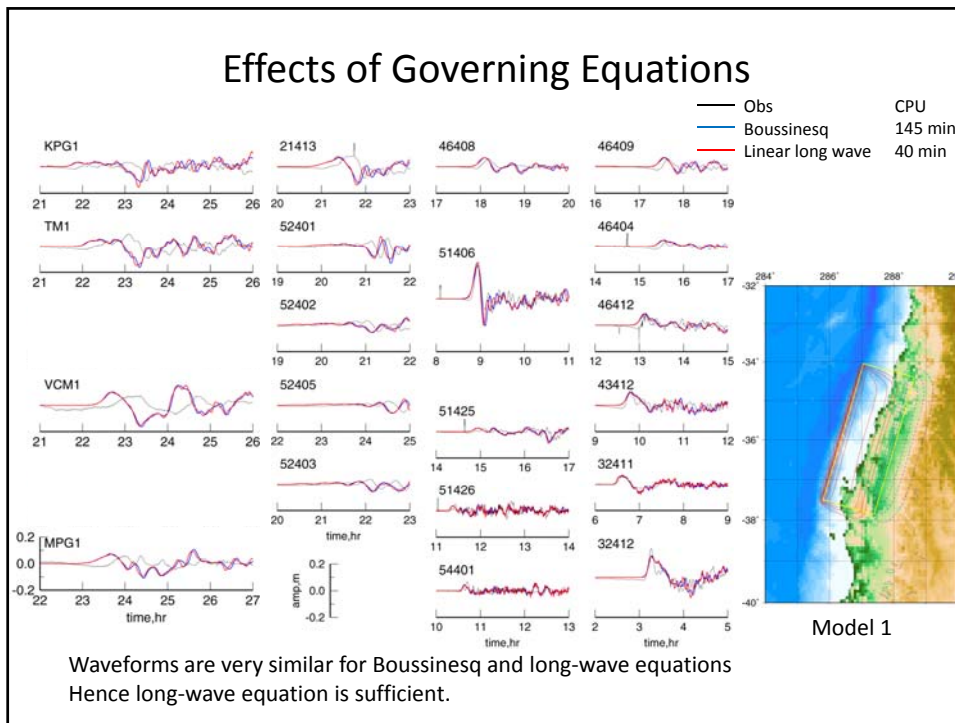 Effects of Governing Equations
Obs CPU
Boussinesq 145 min
Linear long wave 40 min
KPG1
21 22 23 24 25 26
TM1
21 22 23 24 25 26
VCM1
21 22 23 24 25 26
MPG1
0.2
0.0
-0.2
22 23 24 25 26 27
time,hr
21413
20 21 22 23
52401
19 20 21 22
52402
19 20 21 22
52405
22 23 24 25
52403
20 21 22 23
time,hr
0.2
0.0
-0.2
amp,m
46408
17 18 19 20
51406
8 9 10 11
51425
14 15 16 17
51426
11 12 13 14
54401
10 11 12 13
time,hr
46409
16 17 18 19
46404
14 15 16 17
46412
12 13 14 15
43412
9 10 11 12
32411
6 7 8 9
32412
2 3 4 5
time,hr
284° 286° 288° 290
-32°
-34°
-36°
-38°
-40°
Model 1
Waveforms are very similar for Boussinesq and long-wave equations
Hence long-wave equation is sufficient.